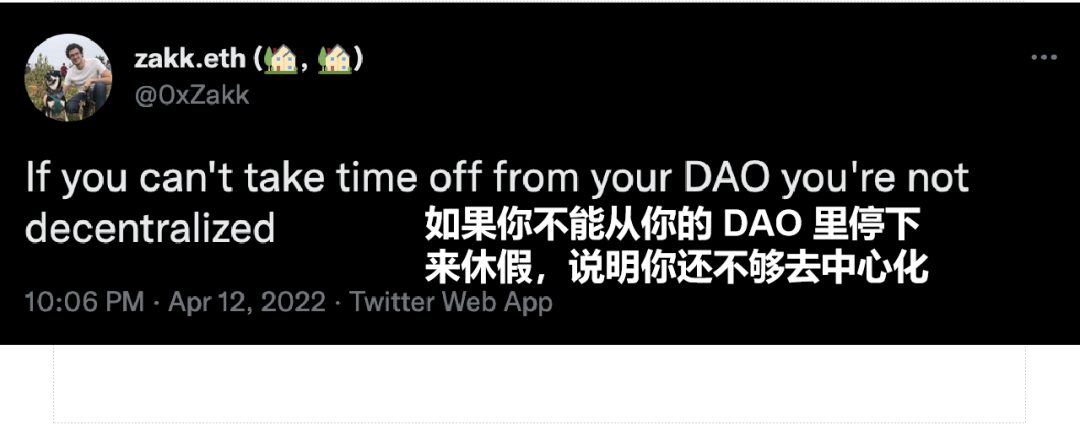 zakk.eth (🏡, 🏡)
@0xZakk
If you can't take time off from your DAO you're not
decentralized
如果你不能从你的 DAO 里停下
来休假，说明你还不够去中心化
10:06 PM · Apr 12, 2022 · Twitter Web App